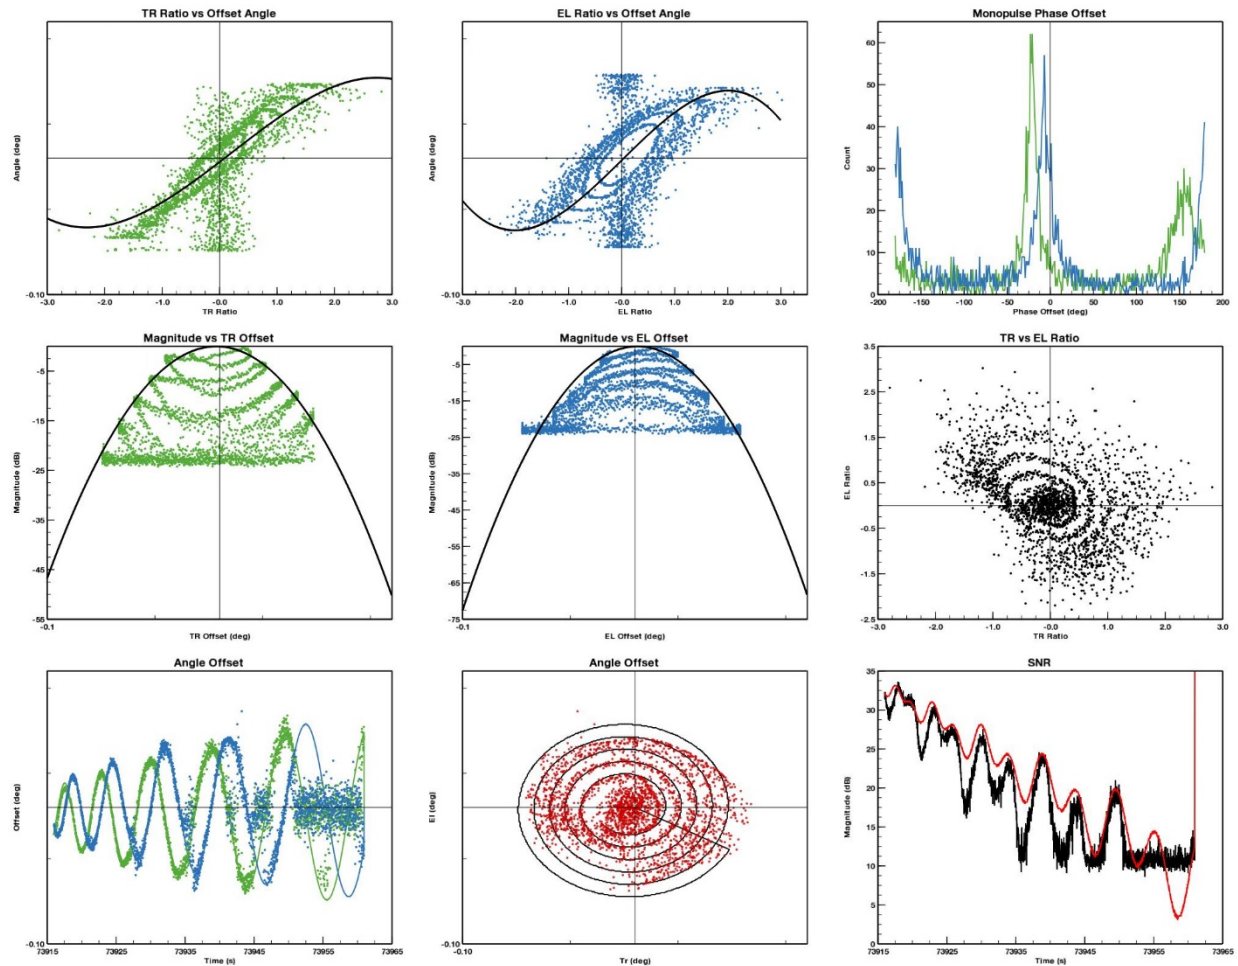 TR Ratio vs Offset Angle
Angle (deg)
-0.10
-3.0 -2.0 -1.0 -0.0 1.0 2.0 3.0
TR Ratio
EL Ratio vs Offset Angle
Angle (deg)
-0.10
-3.0 -2.0 -1.0 -0.0 1.0 2.0 3.0
EL Ratio
Monopulse Phase Offset
Count
60
50
40
30
20
10
0
-200 -150 -100 -50 0 50 100 150 200
Phase Offset (deg)
Magnitude vs TR Offset
Magnitude (dB)
-5
-15
-25
-35
-45
-55
-0.1
TR Offset (deg)
Magnitude vs EL Offset
Magnitude (dB)
-5
-15
-25
-35
-45
-55
-65
-75
-0.1
EL Offset (deg)
TR vs EL Ratio
EL Ratio
3.5
2.5
1.5
0.5
-0.5
-1.5
-2.5
-3.0 -2.0 -1.0 -0.0 1.0 2.0 3.0
TR Ratio
Angle Offset
Offset (deg)
-0.10
73915 73925 73935 73945 73955 73965
Time (s)
Angle Offset
El (deg)
-0.10
-0.10
Tr (deg)
SNR
Magnitude (dB)
35
30
25
20
15
10
5
0
73915 73925 73935 73945 73955 73965
Time (s)